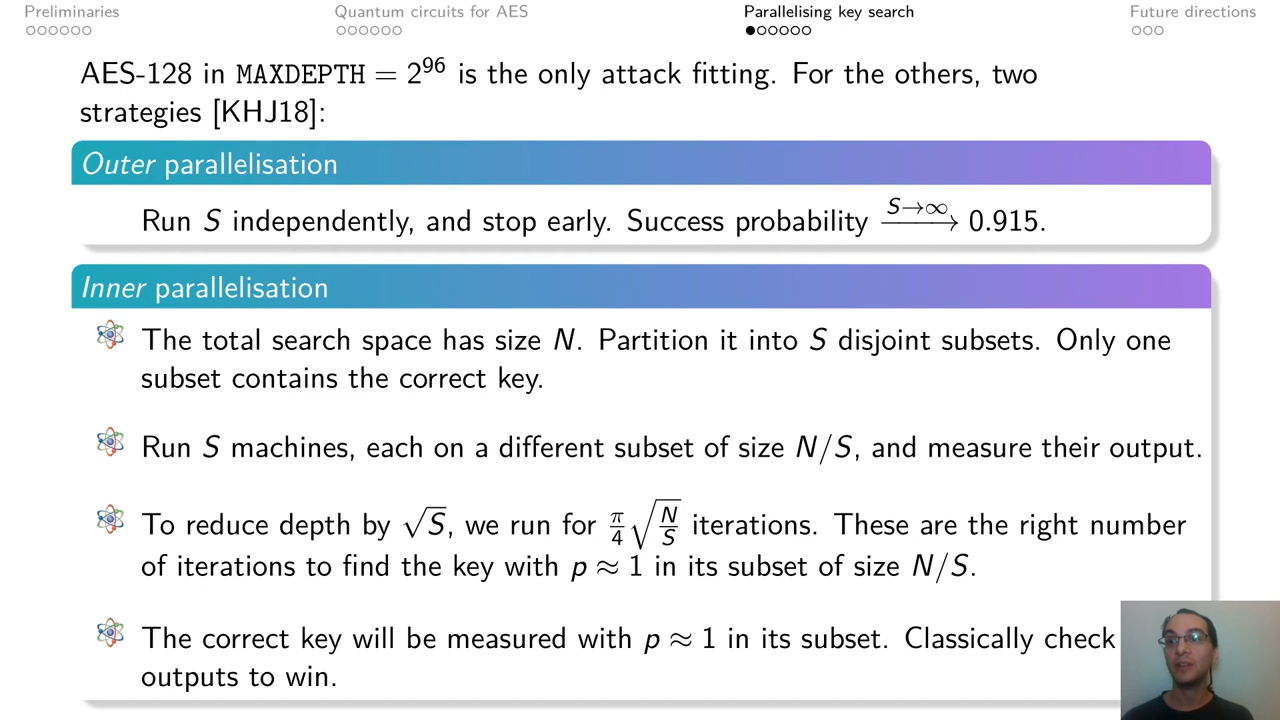 Preliminaries
Quantum circuits for AES
Parallelising key search
Future directions
AES-128 in MAXDEPTH = 2^96 is the only attack fitting. For the others, two
strategies [KHJ18]:
Outer parallelisation
Run S independently, and stop early. Success probability —S→∞→ 0.915.
Inner parallelisation
The total search space has size N. Partition it into S disjoint subsets. Only one
subset contains the correct key.
Run S machines, each on a different subset of size N/S, and measure their output.
To reduce depth by √S, we run for π/4 √(N/S) iterations. These are the right number
of iterations to find the key with p ≈ 1 in its subset of size N/S.
The correct key will be measured with p ≈ 1 in its subset. Classically check
outputs to win.